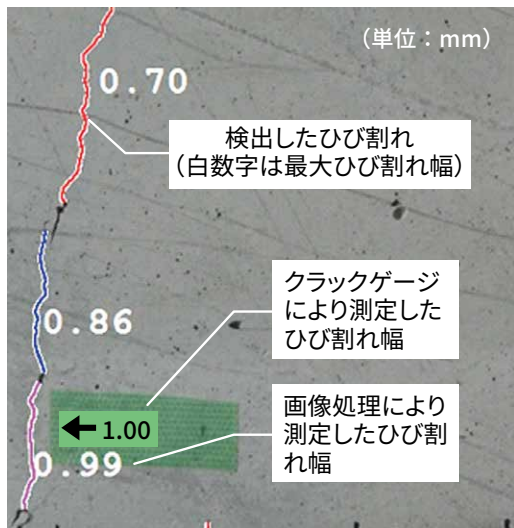 （単位：mm）
0.70
検出したひび割れ
（白数字は最大ひび割れ幅）
クラックゲージ
により測定した
ひび割れ幅
0.86
画像処理により
測定したひび割
れ幅
1.00
0.99